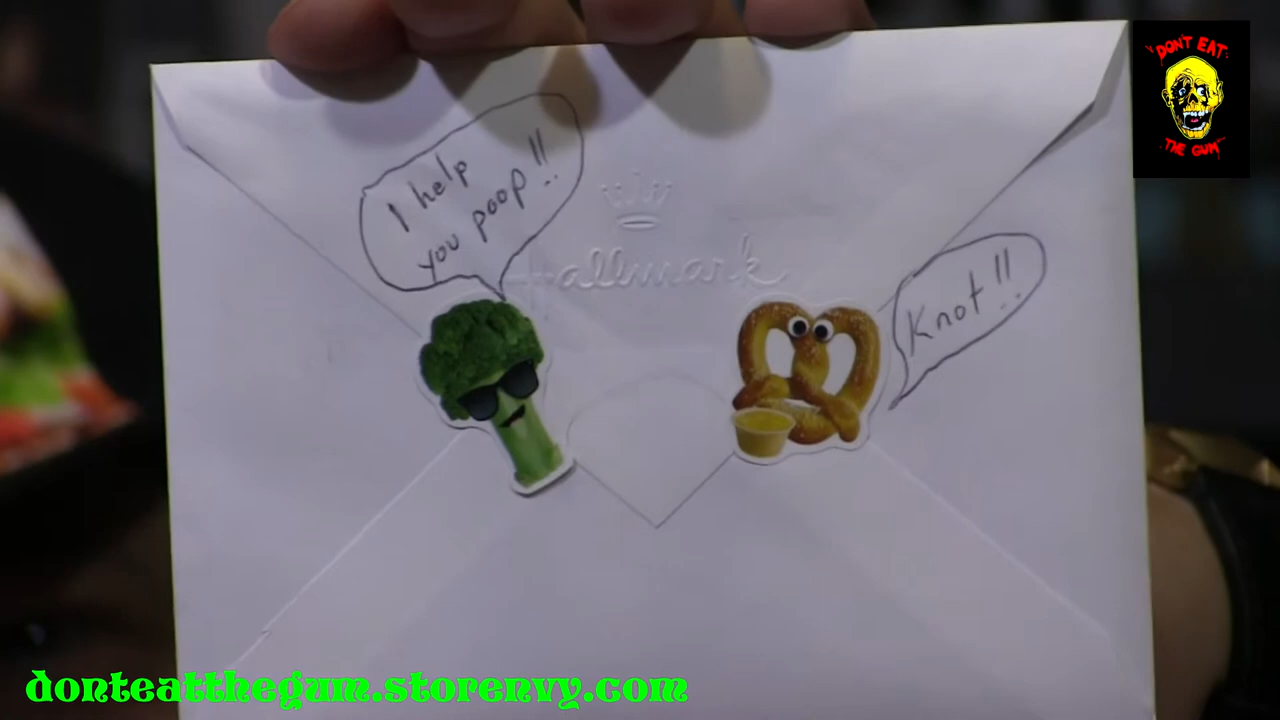 DON'T EAT
THE GUM
I help
you poop!!
Hallmark
Knot!!
donteatthegum.storenvy.com